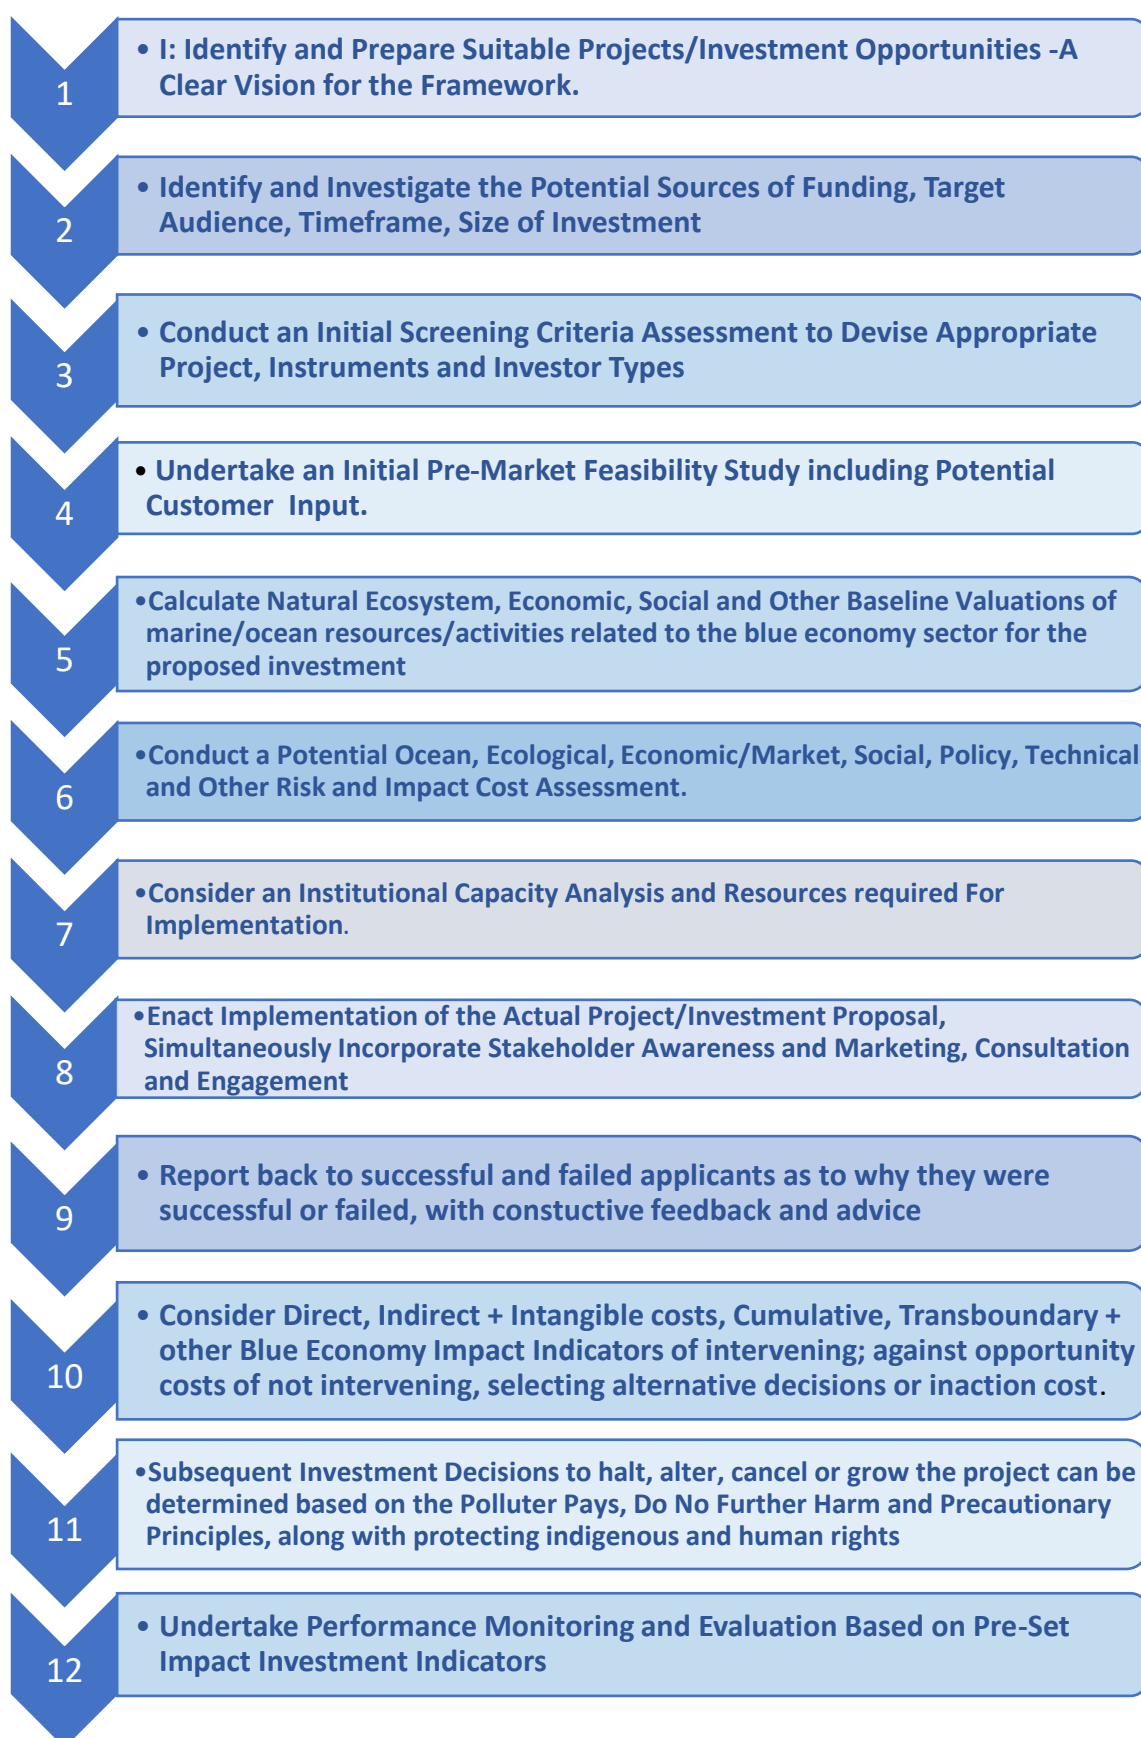 1
• I: Identify and Prepare Suitable Projects/Investment Opportunities -A
Clear Vision for the Framework.
2
• Identify and Investigate the Potential Sources of Funding, Target
Audience, Timeframe, Size of Investment
3
• Conduct an Initial Screening Criteria Assessment to Devise Appropriate
Project, Instruments and Investor Types
4
• Undertake an Initial Pre-Market Feasibility Study including Potential
Customer Input.
5
•Calculate Natural Ecosystem, Economic, Social and Other Baseline Valuations of
marine/ocean resources/activities related to the blue economy sector for the
proposed investment
6
•Conduct a Potential Ocean, Ecological, Economic/Market, Social, Policy, Technical
and Other Risk and Impact Cost Assessment.
7
•Consider an Institutional Capacity Analysis and Resources required For
Implementation.
8
•Enact Implementation of the Actual Project/Investment Proposal,
Simultaneously Incorporate Stakeholder Awareness and Marketing, Consultation
and Engagement
9
• Report back to successful and failed applicants as to why they were
successful or failed, with constuctive feedback and advice
10
• Consider Direct, Indirect + Intangible costs, Cumulative, Transboundary +
other Blue Economy Impact Indicators of intervening; against opportunity
costs of not intervening, selecting alternative decisions or inaction cost.
11
•Subsequent Investment Decisions to halt, alter, cancel or grow the project can be
determined based on the Polluter Pays, Do No Further Harm and Precautionary
Principles, along with protecting indigenous and human rights
12
• Undertake Performance Monitoring and Evaluation Based on Pre-Set
Impact Investment Indicators